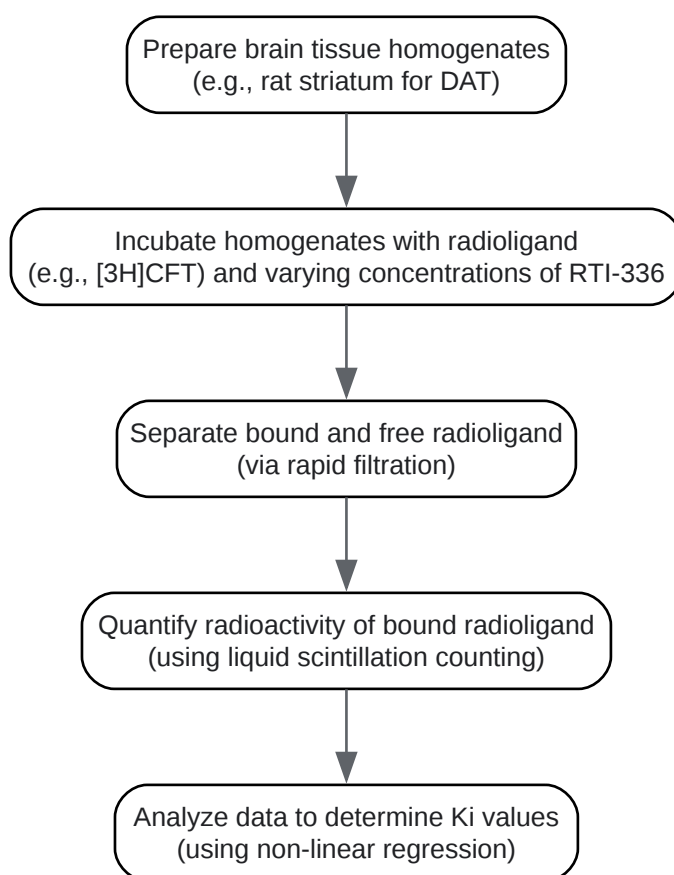 Prepare brain tissue homogenates
(e.g., rat striatum for DAT)
Incubate homogenates with radioligand
(e.g., [3H]CFT) and varying concentrations of RTI-336
Separate bound and free radioligand
(via rapid filtration)
Quantify radioactivity of bound radioligand
(using liquid scintillation counting)
Analyze data to determine Ki values
(using non-linear regression)